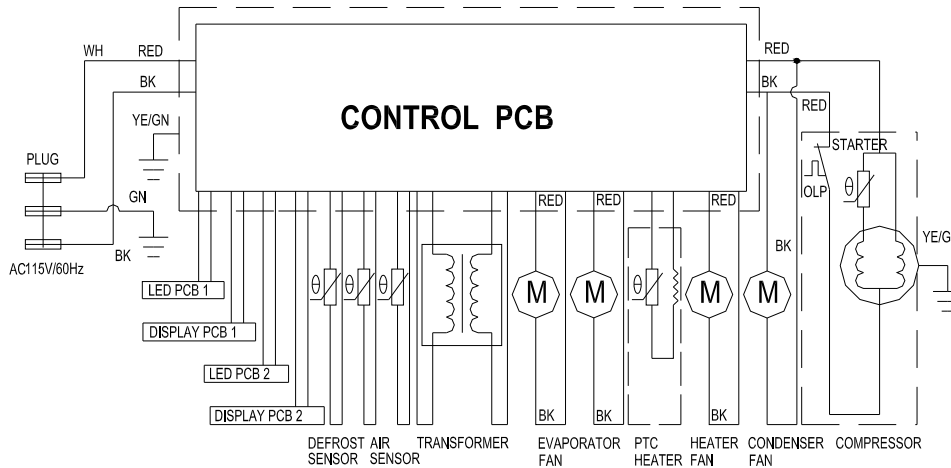 WH RED
BK
YE/GN
CONTROL PCB
RED
BK
RED
STARTER
OLP
θ
YE/G
PLUG
GN
BK
AC115V/60Hz
LED PCB 1
DISPLAY PCB 1
LED PCB 2
DISPLAY PCB 2
θ θ θ
RED RED RED
M M θ M M
BK
BK BK BK
DEFROST SENSOR
AIR SENSOR
TRANSFORMER
EVAPORATOR FAN
PTC HEATER
HEATER FAN
CONDENSER FAN
COMPRESSOR